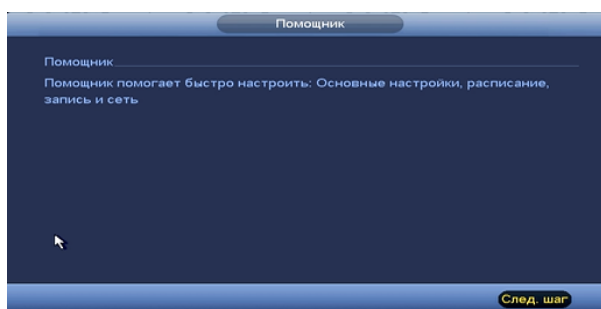 Помощник
Помощник
Помощник помогает быстро настроить: Основные настройки, расписание,
запись и сеть
След. шаг